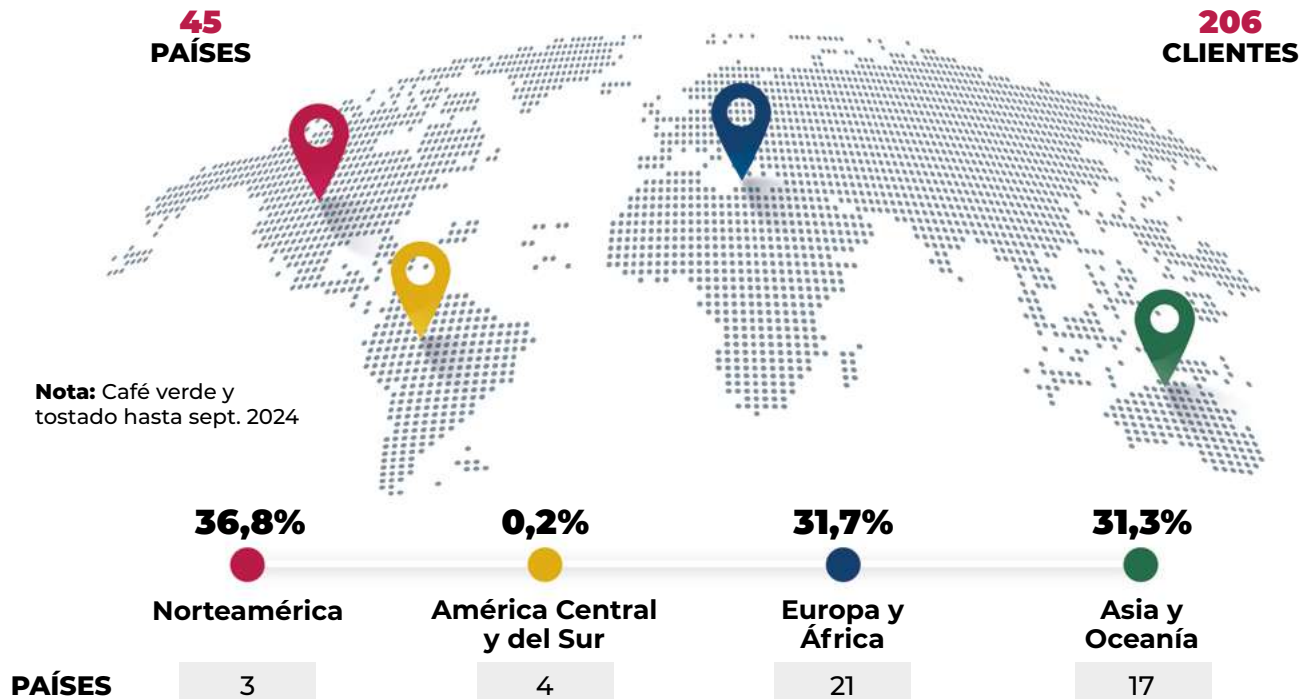 45
PAÍSES
206
CLIENTES
Nota: Café verde y
tostado hasta sept. 2024
36,8%
0,2%
31,7%
31,3%
Norteamérica
América Central
y del Sur
Europa y
África
Asia y
Oceanía
PAÍSES
3
4
21
17